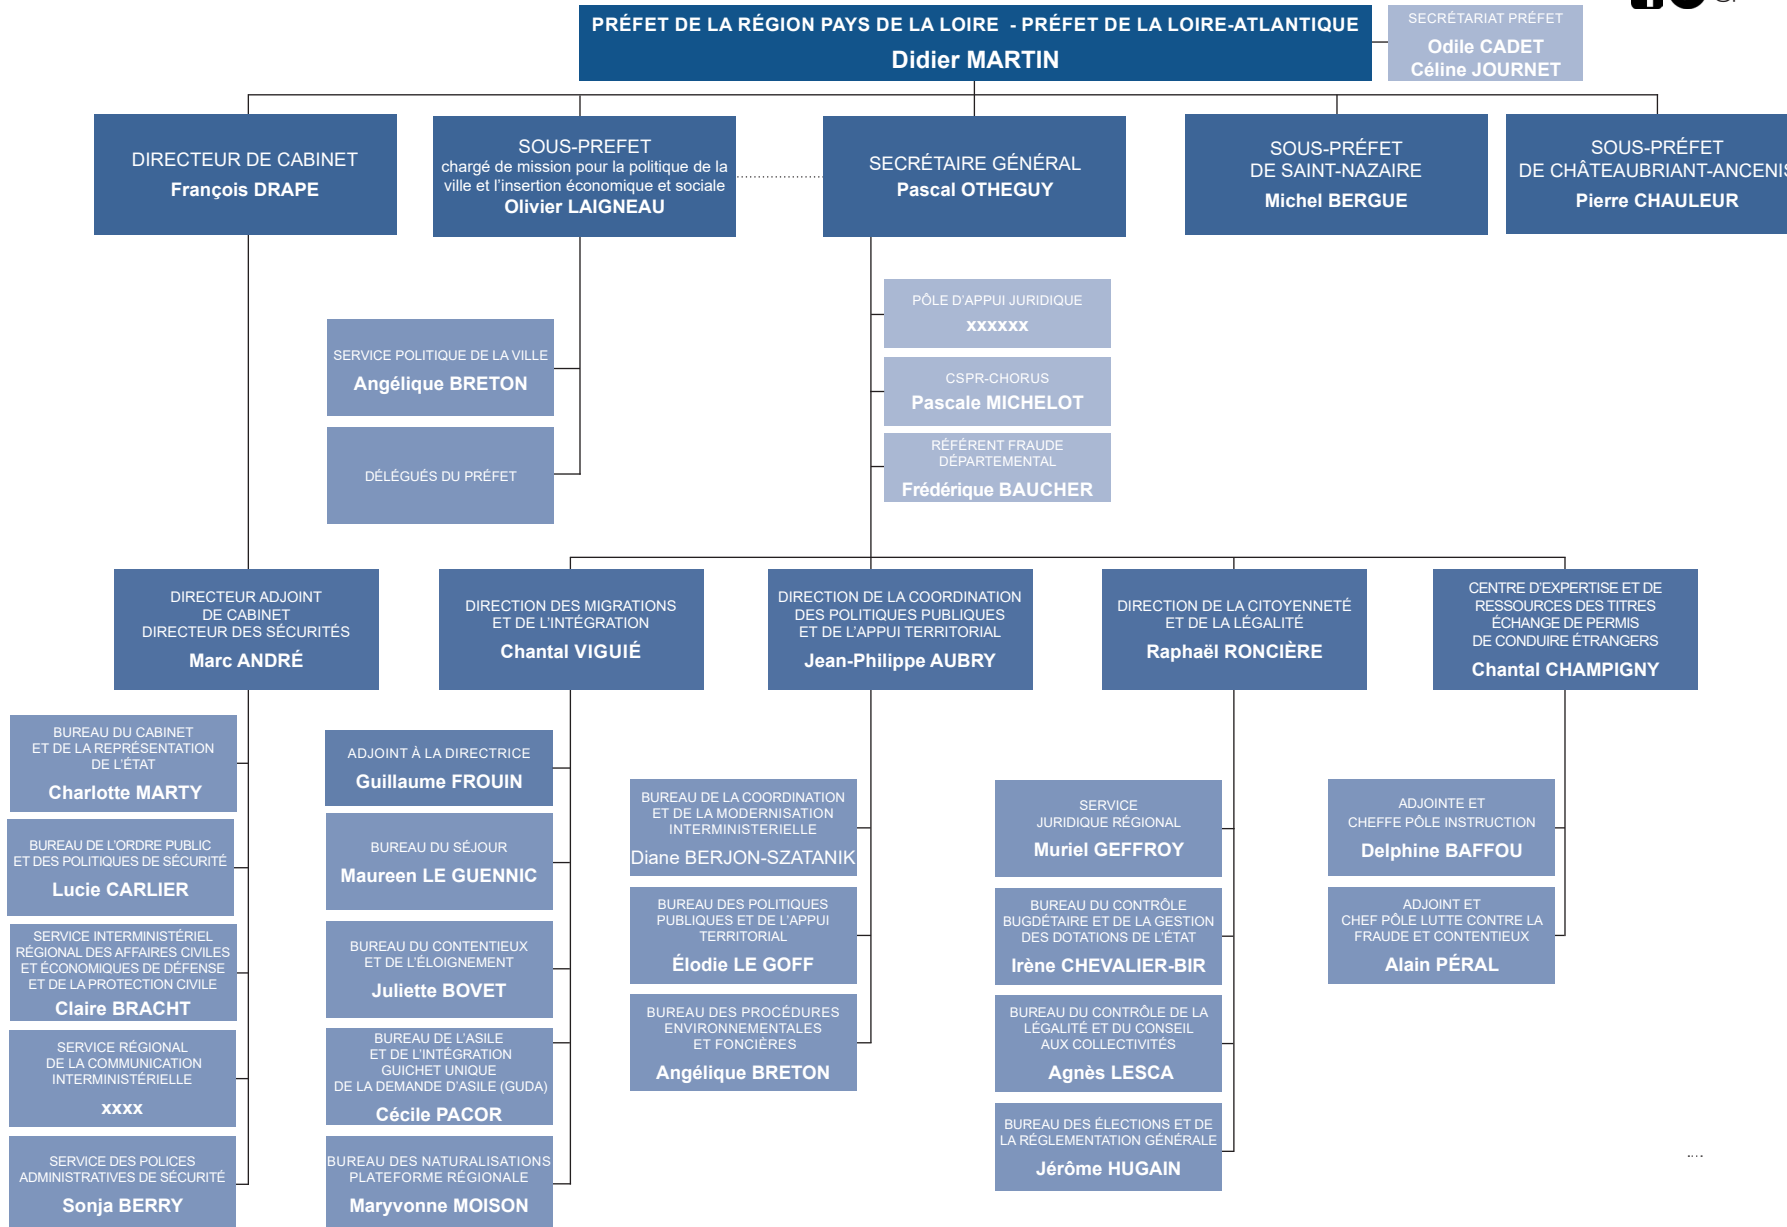 PRÉFET DE LA RÉGION PAYS DE LA LOIRE - PRÉFET DE LA LOIRE-ATLANTIQUE
Didier MARTIN
SECRÉTARIAT PRÉFET
Odile CADET
Céline JOURNET
DIRECTEUR DE CABINET
François DRAPE
SOUS-PREFET
chargé de mission pour la politique de la
ville et l'insertion économique et sociale
Olivier LAIGNEAU
SECRÉTAIRE GÉNÉRAL
Pascal OTHEGUY
SOUS-PRÉFET
DE SAINT-NAZAIRE
Michel BERGUE
SOUS-PRÉFET
DE CHÂTEAUBRIANT-ANCENIS
Pierre CHAULEUR
SERVICE POLITIQUE DE LA VILLE
Angélique BRETON
DÉLÉGUÉS DU PRÉFET
PÔLE D'APPUI JURIDIQUE
xxxxxx
CSPR-CHORUS
Pascale MICHELOT
RÉFÉRENT FRAUDE
DÉPARTEMENTAL
Frédérique BAUCHER
DIRECTEUR ADJOINT
DE CABINET
DIRECTEUR DES SÉCURITÉS
Marc ANDRÉ
DIRECTION DES MIGRATIONS
ET DE L'INTÉGRATION
Chantal VIGUIÉ
DIRECTION DE LA COORDINATION
DES POLITIQUES PUBLIQUES
ET DE L'APPUI TERRITORIAL
Jean-Philippe AUBRY
DIRECTION DE LA CITOYENNETÉ
ET DE LA LÉGALITÉ
Raphaël RONCIÈRE
CENTRE D'EXPERTISE ET DE
RESSOURCES DES TITRES
ÉCHANGE DE PERMIS
DE CONDUIRE ÉTRANGERS
Chantal CHAMPIGNY
BUREAU DU CABINET
ET DE LA REPRÉSENTATION
DE L'ÉTAT
Charlotte MARTY
BUREAU DE L'ORDRE PUBLIC
ET DES POLITIQUES DE SÉCURITÉ
Lucie CARLIER
SERVICE INTERMINISTÉRIEL
RÉGIONAL DES AFFAIRES CIVILES
ET ÉCONOMIQUES DE DÉFENSE
ET DE LA PROTECTION CIVILE
Claire BRACHT
SERVICE RÉGIONAL
DE LA COMMUNICATION
INTERMINISTÉRIELLE
xxxx
SERVICE DES POLICES
ADMINISTRATIVES DE SÉCURITÉ
Sonja BERRY
ADJOINT À LA DIRECTRICE
Guillaume FROUIN
BUREAU DU SÉJOUR
Maureen LE GUENNIC
BUREAU DU CONTENTIEUX
ET DE L'ÉLOIGNEMENT
Juliette BOVET
BUREAU DE L'ASILE
ET DE L'INTÉGRATION
GUICHET UNIQUE
DE LA DEMANDE D'ASILE (GUDA)
Cécile PACOR
BUREAU DES NATURALISATIONS
PLATEFORME RÉGIONALE
Maryvonne MOISON
BUREAU DE LA COORDINATION
ET DE LA MODERNISATION
INTERMINISTERIELLE
Diane BERJON-SZATANIK
BUREAU DES POLITIQUES
PUBLIQUES ET DE L'APPUI
TERRITORIAL
Élodie LE GOFF
BUREAU DES PROCÉDURES
ENVIRONNEMENTALES
ET FONCIÈRES
Angélique BRETON
SERVICE
JURIDIQUE RÉGIONAL
Muriel GEFFROY
BUREAU DU CONTRÔLE
BUGDÉTAIRE ET DE LA GESTION
DES DOTATIONS DE L'ÉTAT
Irène CHEVALIER-BIR
BUREAU DU CONTRÔLE DE LA
LÉGALITÉ ET DU CONSEIL
AUX COLLECTIVITÉS
Agnès LESCA
BUREAU DES ÉLECTIONS ET DE
LA RÉGLEMENTATION GÉNÉRALE
Jérôme HUGAIN
ADJOINTE ET
CHEFFE PÔLE INSTRUCTION
Delphine BAFFOU
ADJOINT ET
CHEF PÔLE LUTTE CONTRE LA
FRAUDE ET CONTENTIEUX
Alain PÉRAL